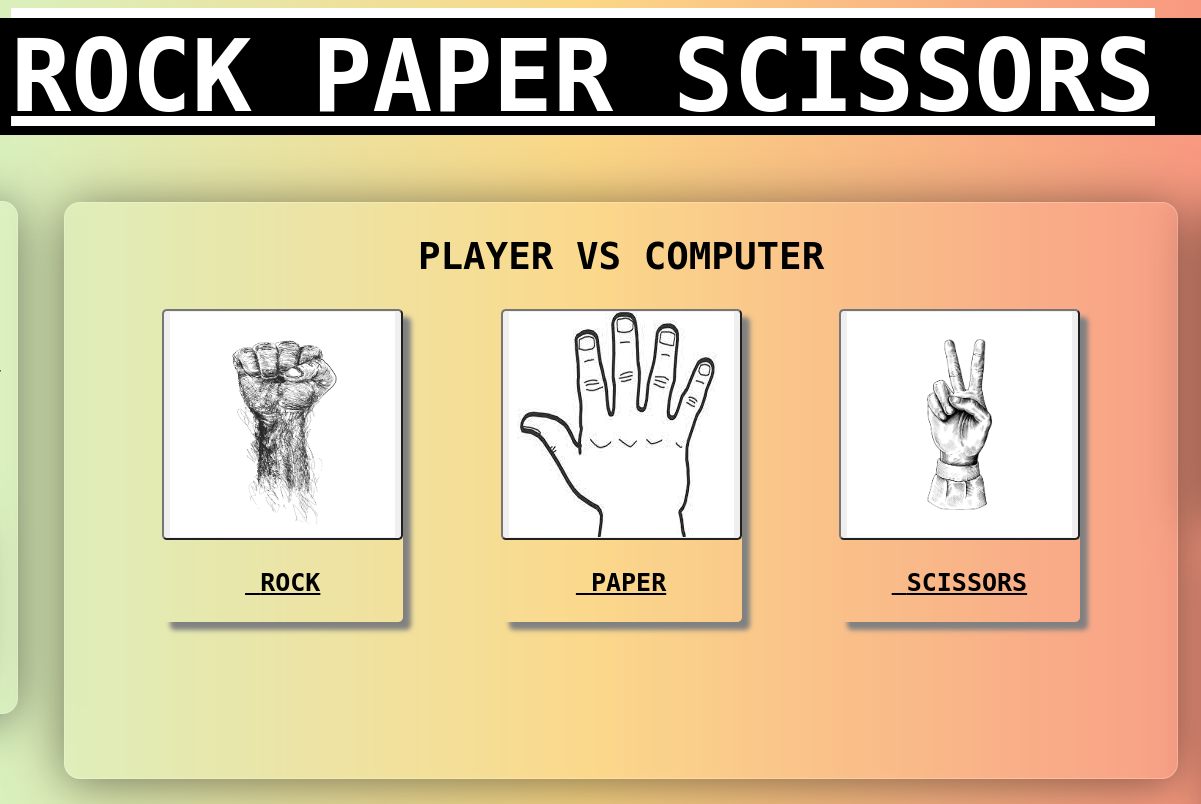 ROCK PAPER SCISSORS
PLAYER VS COMPUTER
ROCK
PAPER
SCISSORS